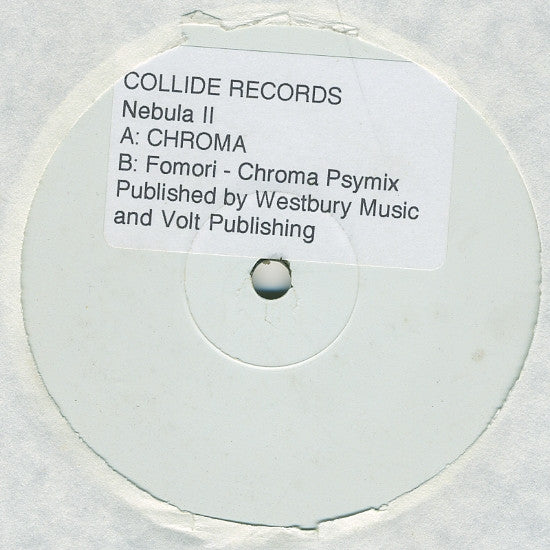 COLLIDE RECORDS
Nebula II
A: CHROMA
B: Fomori - Chroma Psymix
Published by Westbury Music
and Volt Publishing